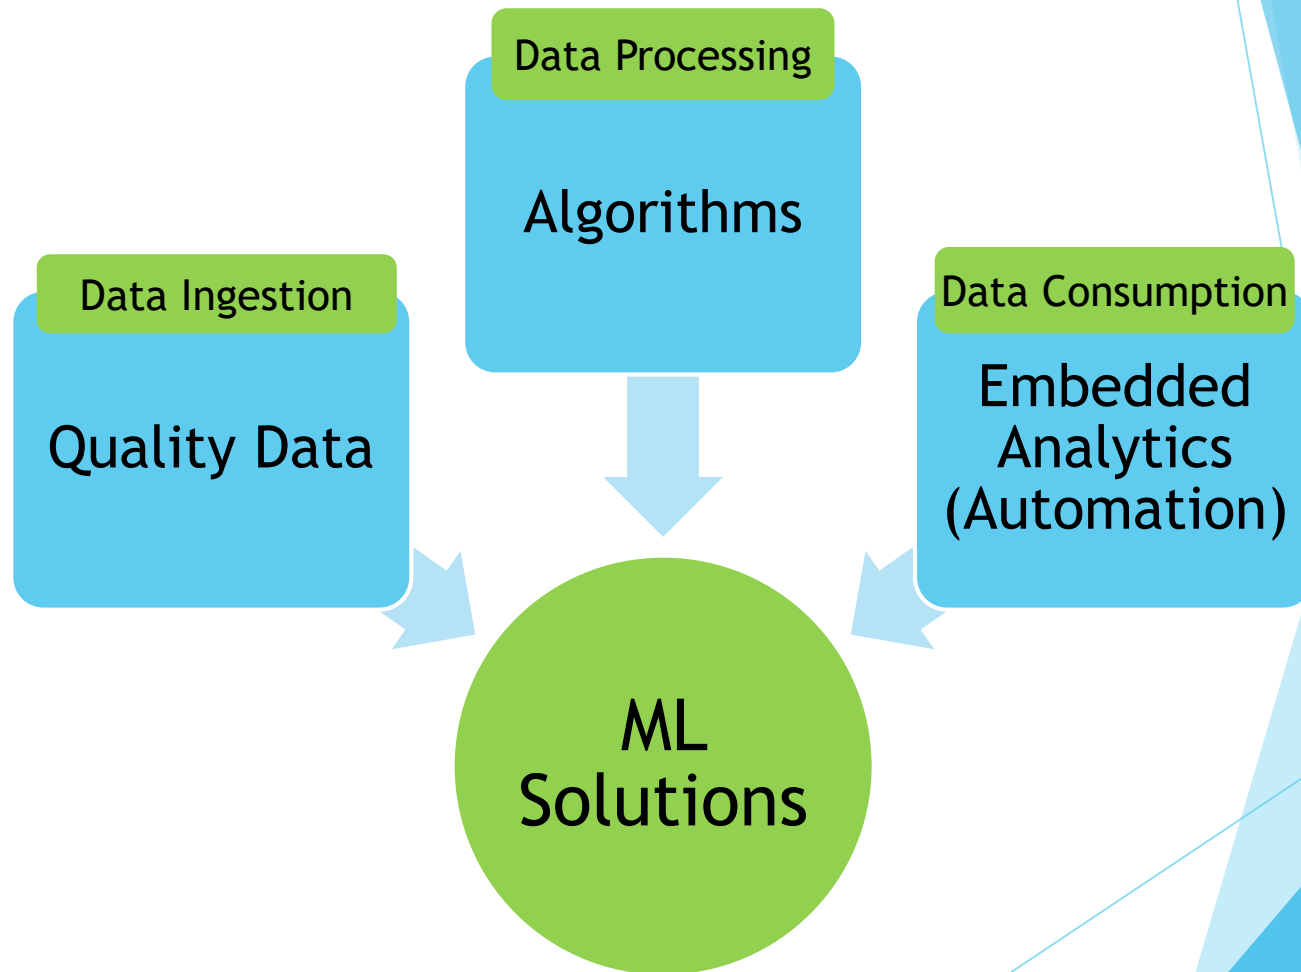 Data Processing
Algorithms
Data Ingestion
Quality Data
Data Consumption
Embedded
Analytics
(Automation)
ML
Solutions